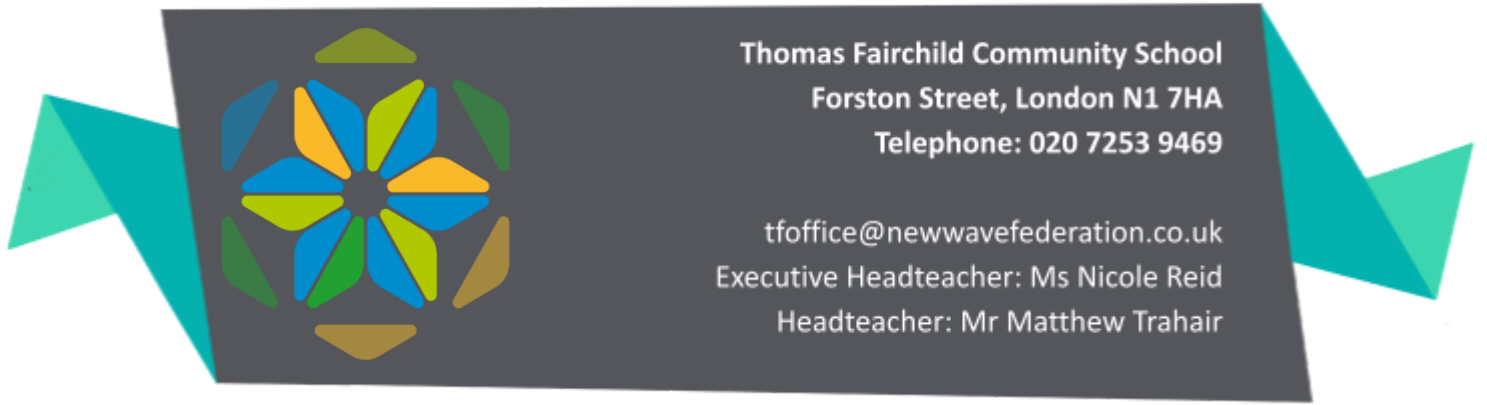 Thomas Fairchild Community School
Forston Street, London N1 7HA
Telephone: 020 7253 9469
tfoffice@newwavefederation.co.uk
Executive Headteacher: Ms Nicole Reid
Headteacher: Mr Matthew Trahair